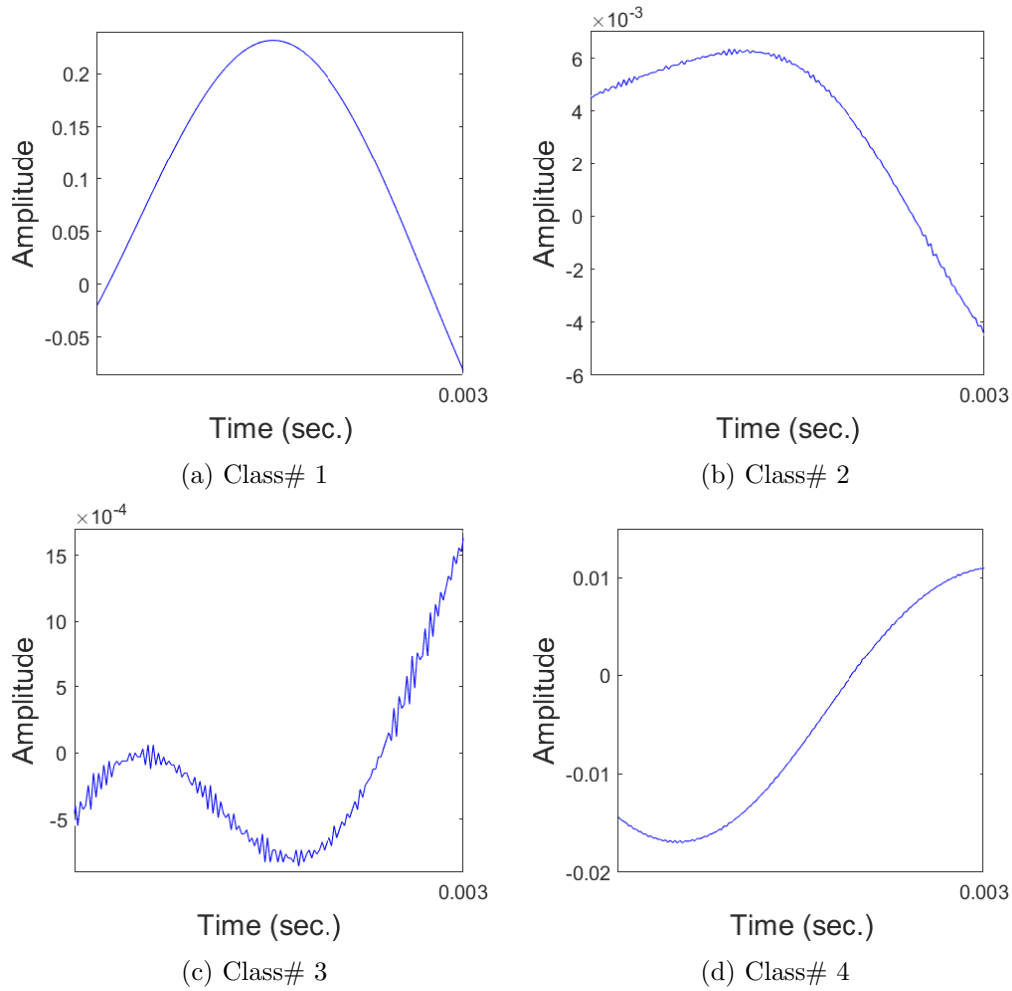 0.2
0.15
0.1
0.05
0
-0.05
Amplitude
0.003
Time (sec.)
(a) Class# 1
×10-3
6
4
2
0
-2
-4
-6
Amplitude
0.003
Time (sec.)
(b) Class# 2
×10-4
15
10
5
0
-5
Amplitude
0.003
Time (sec.)
(c) Class# 3
0.01
0
-0.01
-0.02
Amplitude
0.003
Time (sec.)
(d) Class# 4